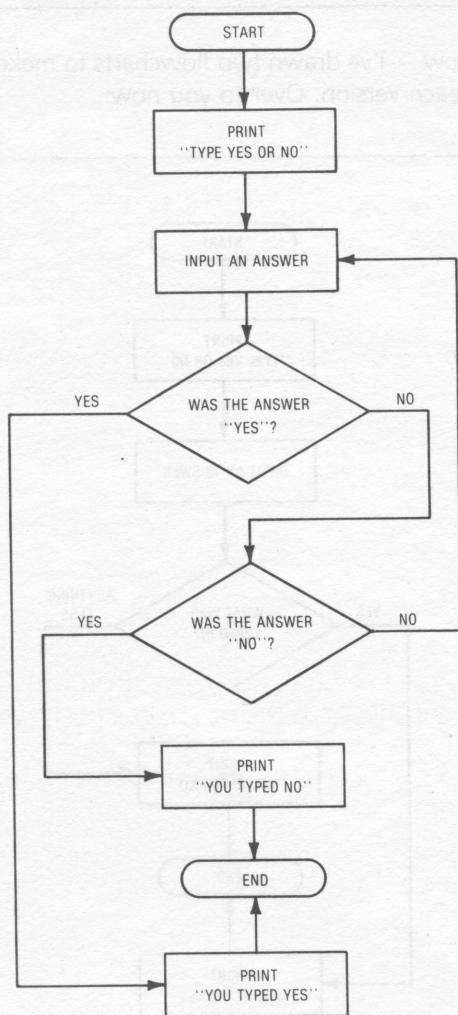 START
PRINT
"TYPE YES OR NO"
INPUT AN ANSWER
YES
WAS THE ANSWER
"YES"?
NO
YES
WAS THE ANSWER
"NO"?
NO
PRINT
"YOU TYPED NO"
END
PRINT
"YOU TYPED YES"